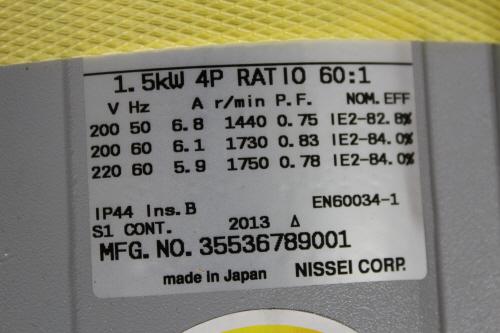 1.5kW 4P RATIO 60:1
V Hz A r/min P.F. NOM.EFF
200 50 6.8 1440 0.75 IE2-82.8%
200 60 6.1 1730 0.83 IE2-84.0%
220 60 5.9 1750 0.78 IE2-84.0%
IP44 Ins.B EN60034-1
S1 CONT. 2013 Δ
MFG.NO.35536789001
made in Japan NISSEI CORP.